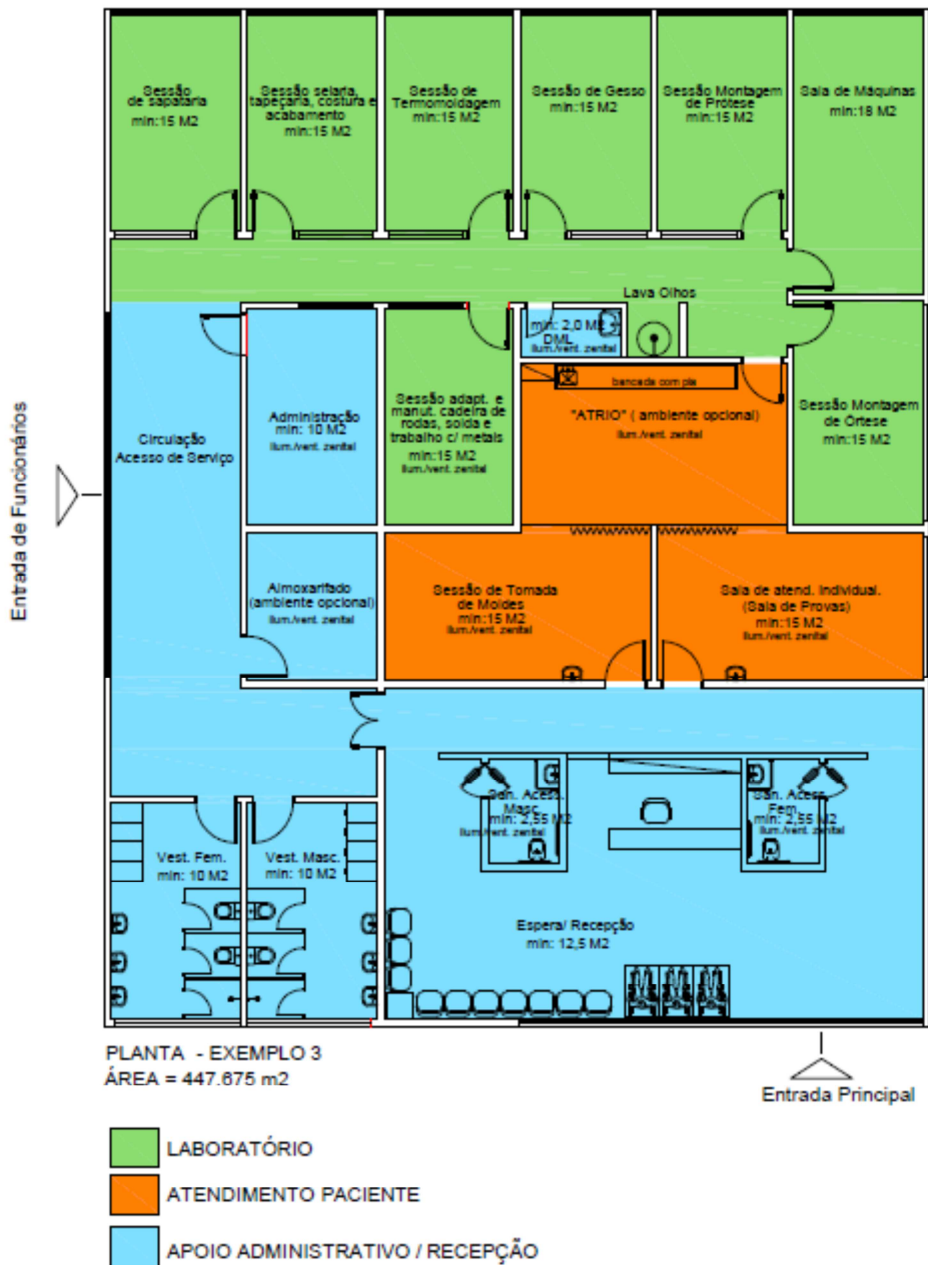 Sessão
de sapataria
min:15 M2
Sessão selaria,
tapeçaria, costura e
acabamento
min:15 M2
Sessão de
Termomoldagem
min:15 M2
Sessão de Gesso
min:15 M2
Sessão Montagem
de Prótese
min:15 M2
Sala de Máquinas
min:18 M2
Lava Olhos
min: 2,0 M2
DML
ilum./vent. zenital
bancada com pia
"ATRIO" ( ambiente opcional)
ilum./vent. zenital
Sessão Montagem
de Órtese
min:15 M2
Entrada de Funcionários
Circulação
Acesso de Serviço
Administração
min: 10 M2
ilum./vent. zenital
Sessão adapt. e
manut. cadeira de
rodas, solda e
trabalho c/ metais
min:15 M2
ilum./vent. zenital
Almoxarifado
(ambiente opcional)
ilum./vent. zenital
Sessão de Tomada
de Moldes
min:15 M2
ilum./vent. zenital
Sala de atend. Individual.
(Sala de Provas)
min:15 M2
ilum./vent. zenital
San. Acess.
Masc.
min: 2,55 M2
ilum./vent. zenital
San. Acess.
Fem.
min: 2,55 M2
ilum./vent. zenital
Vest. Fem.
min: 10 M2
Vest. Masc.
min: 10 M2
Espera/ Recepção
min: 12,5 M2
PLANTA - EXEMPLO 3
ÁREA = 447.675 m2
Entrada Principal
LABORATÓRIO
ATENDIMENTO PACIENTE
APOIO ADMINISTRATIVO / RECEPÇÃO